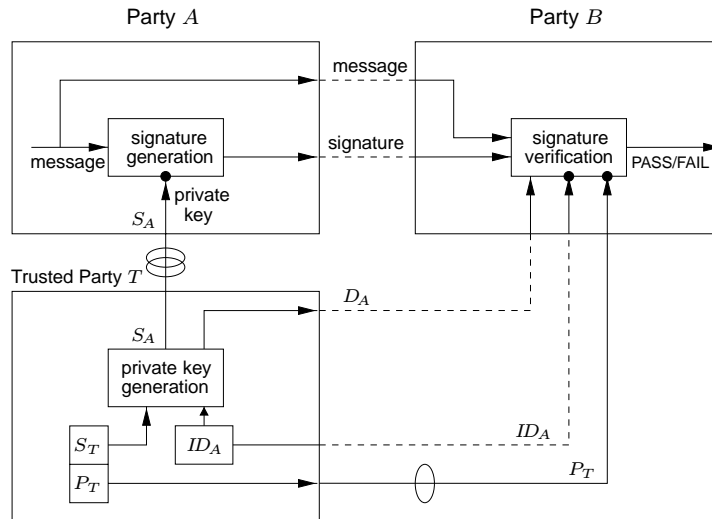 Party A
Party B
message
signature
generation
message
signature
signature
verification
PASS/FAIL
private
key
S_A
Trusted Party T
S_A
D_A
private key
generation
S_T
ID_A
ID_A
P_T
P_T